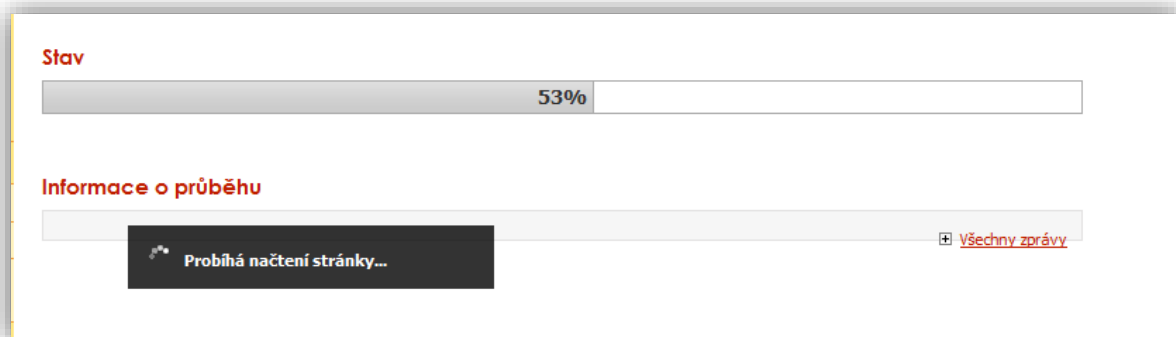 Stav
53%
Informace o průběhu
Všechny zprávy
Probíhá načtení stránky...